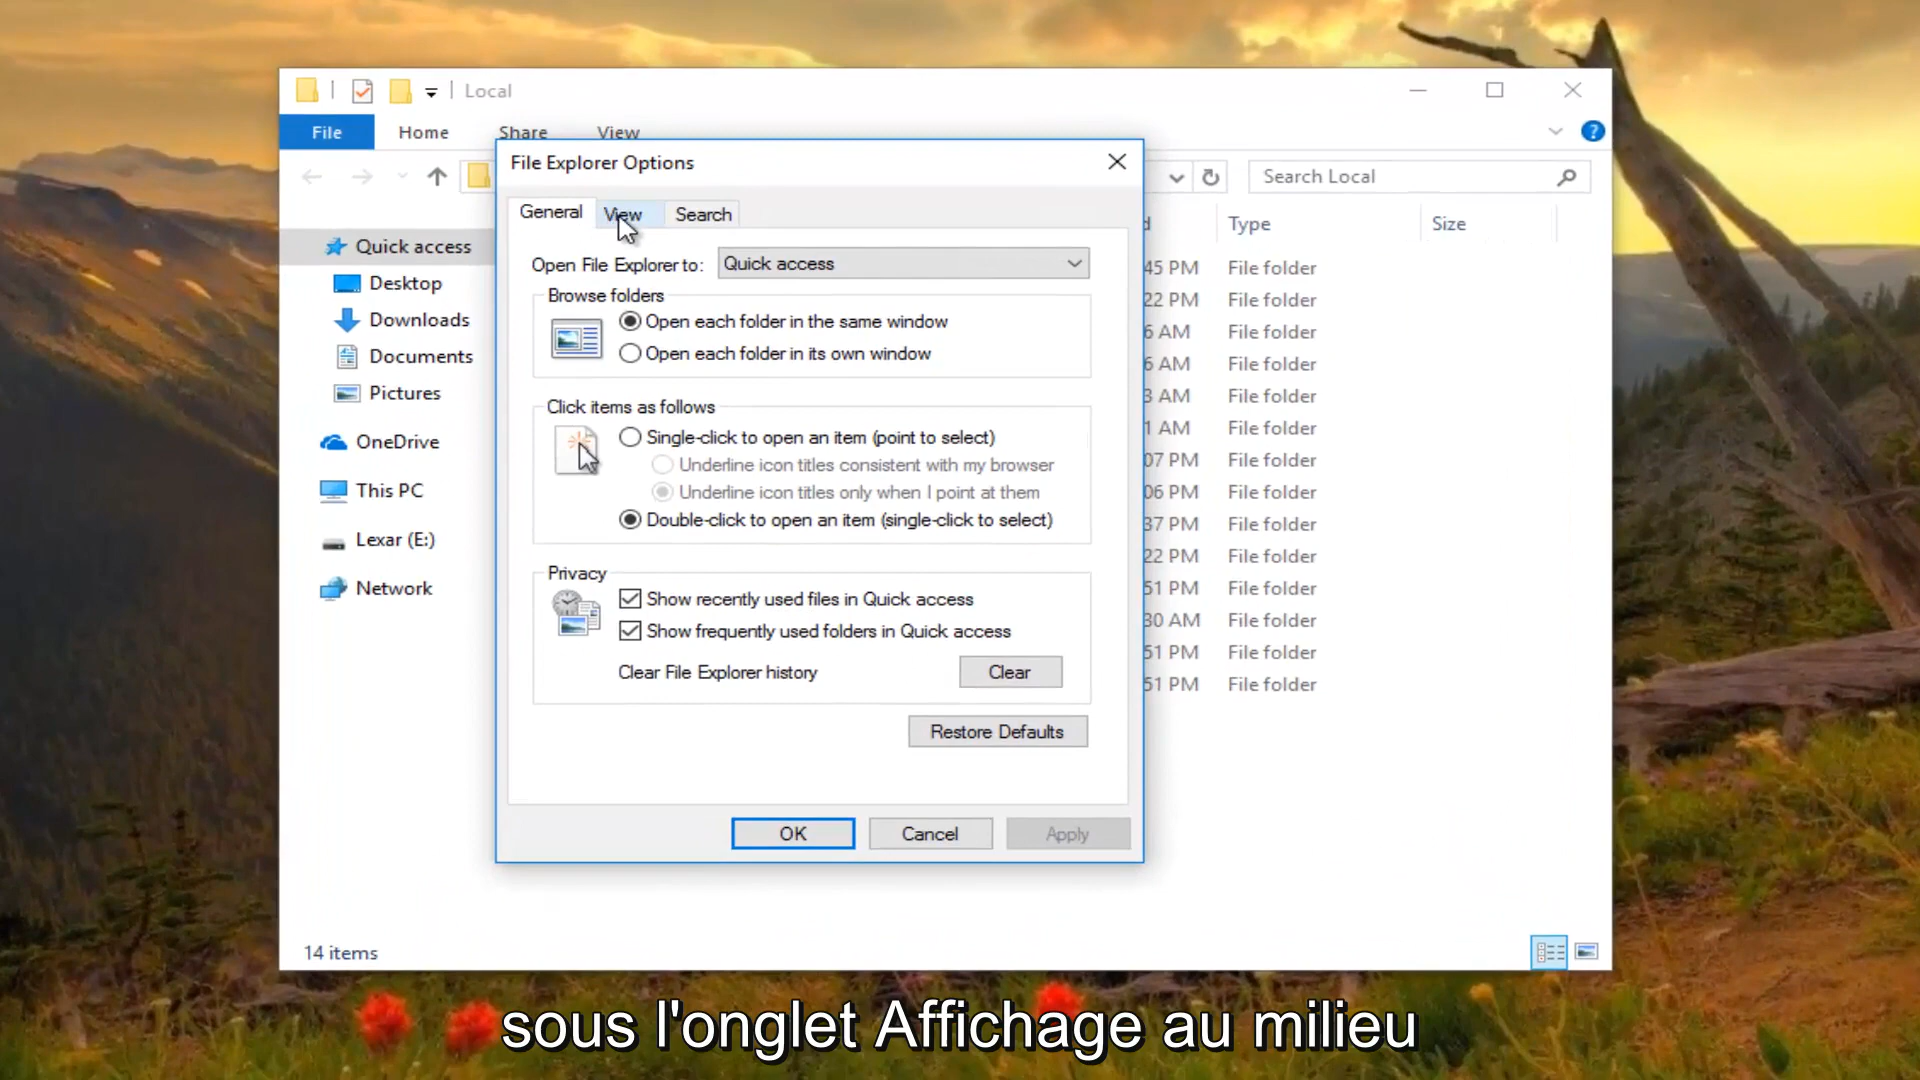 Local
File Home Share View
File Explorer Options
Search Local
General View Search
Type Size
Quick access
Desktop
Downloads
Documents
Pictures
OneDrive
This PC
Lexar (E:)
Network
Open File Explorer to: Quick access
Browse folders
Open each folder in the same window
Open each folder in its own window
Click items as follows
Single-click to open an item (point to select)
Underline icon titles consistent with my browser
Underline icon titles only when I point at them
Double-click to open an item (single-click to select)
Privacy
Show recently used files in Quick access
Show frequently used folders in Quick access
Clear File Explorer history Clear
Restore Defaults
OK Cancel Apply
45 PM File folder
22 PM File folder
6 AM File folder
6 AM File folder
3 AM File folder
1 AM File folder
07 PM File folder
06 PM File folder
37 PM File folder
22 PM File folder
51 PM File folder
30 AM File folder
51 PM File folder
51 PM File folder
14 items
sous l'onglet Affichage au milieu